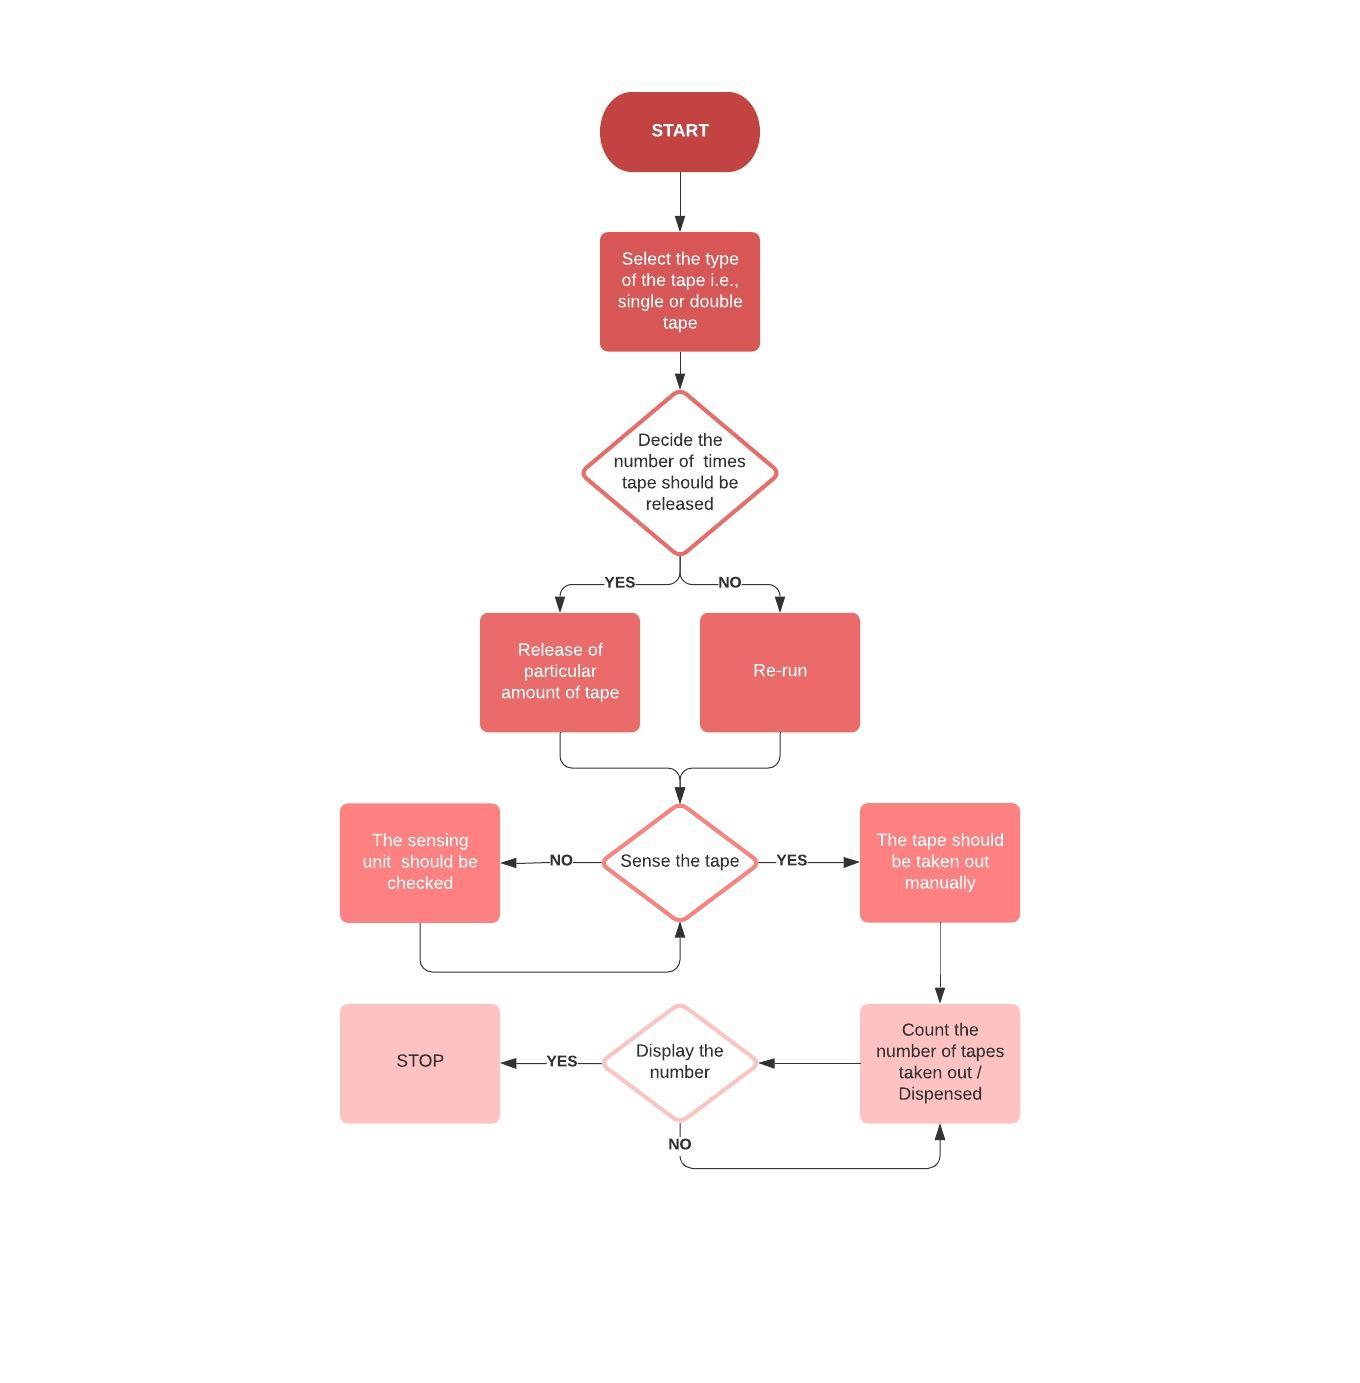 START
Select the type
of the tape i.e.,
single or double
tape
Decide the
number of  times
tape should be
released
YES
NO
Release of
particular
amount of tape
Re-run
The sensing
unit  should be
checked
NO
Sense the tape
YES
The tape should
be taken out
manually
STOP
YES
Display the
number
Count the
number of tapes
taken out /
Dispensed
NO